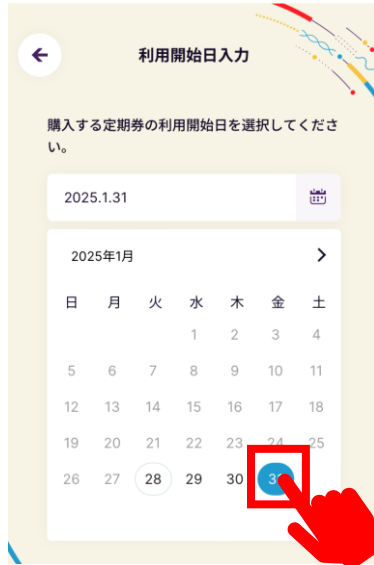 利用開始日入力
購入する定期券の利用開始日を選択してくださ
い。
2025.1.31
2025年1月
日 月 火 水 木 金 土
1 2 3 4
5 6 7 8 9 10 11
12 13 14 15 16 17 18
19 20 21 22 23 24 25
26 27 28 29 30 31